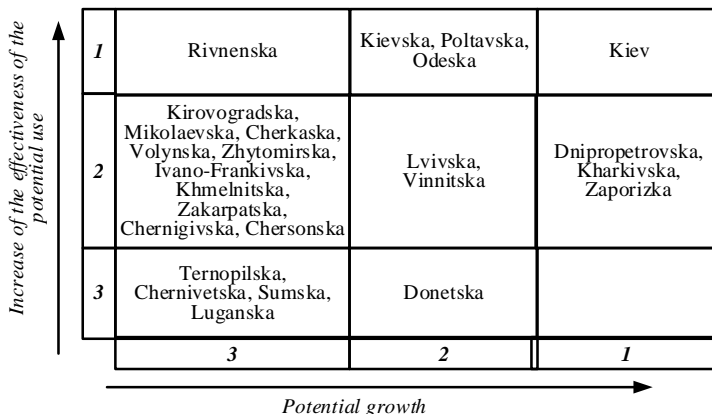 Increase of the effectiveness of the
potential use
1
Rivnenska
Kievska, Poltavska,
Odeska
Kiev
2
Kirovogradska,
Mikolaevska, Cherkaska,
Volynska, Zhytomirska,
Ivano-Frankivska,
Khmelnitska,
Zakarpatska,
Chernigivska, Chersonska
Lvivska,
Vinnitska
Dnipropetrovska,
Kharkivska,
Zaporizka
3
Ternopilska,
Chernivetska, Sumska,
Luganska
Donetska
3
2
1
Potential growth